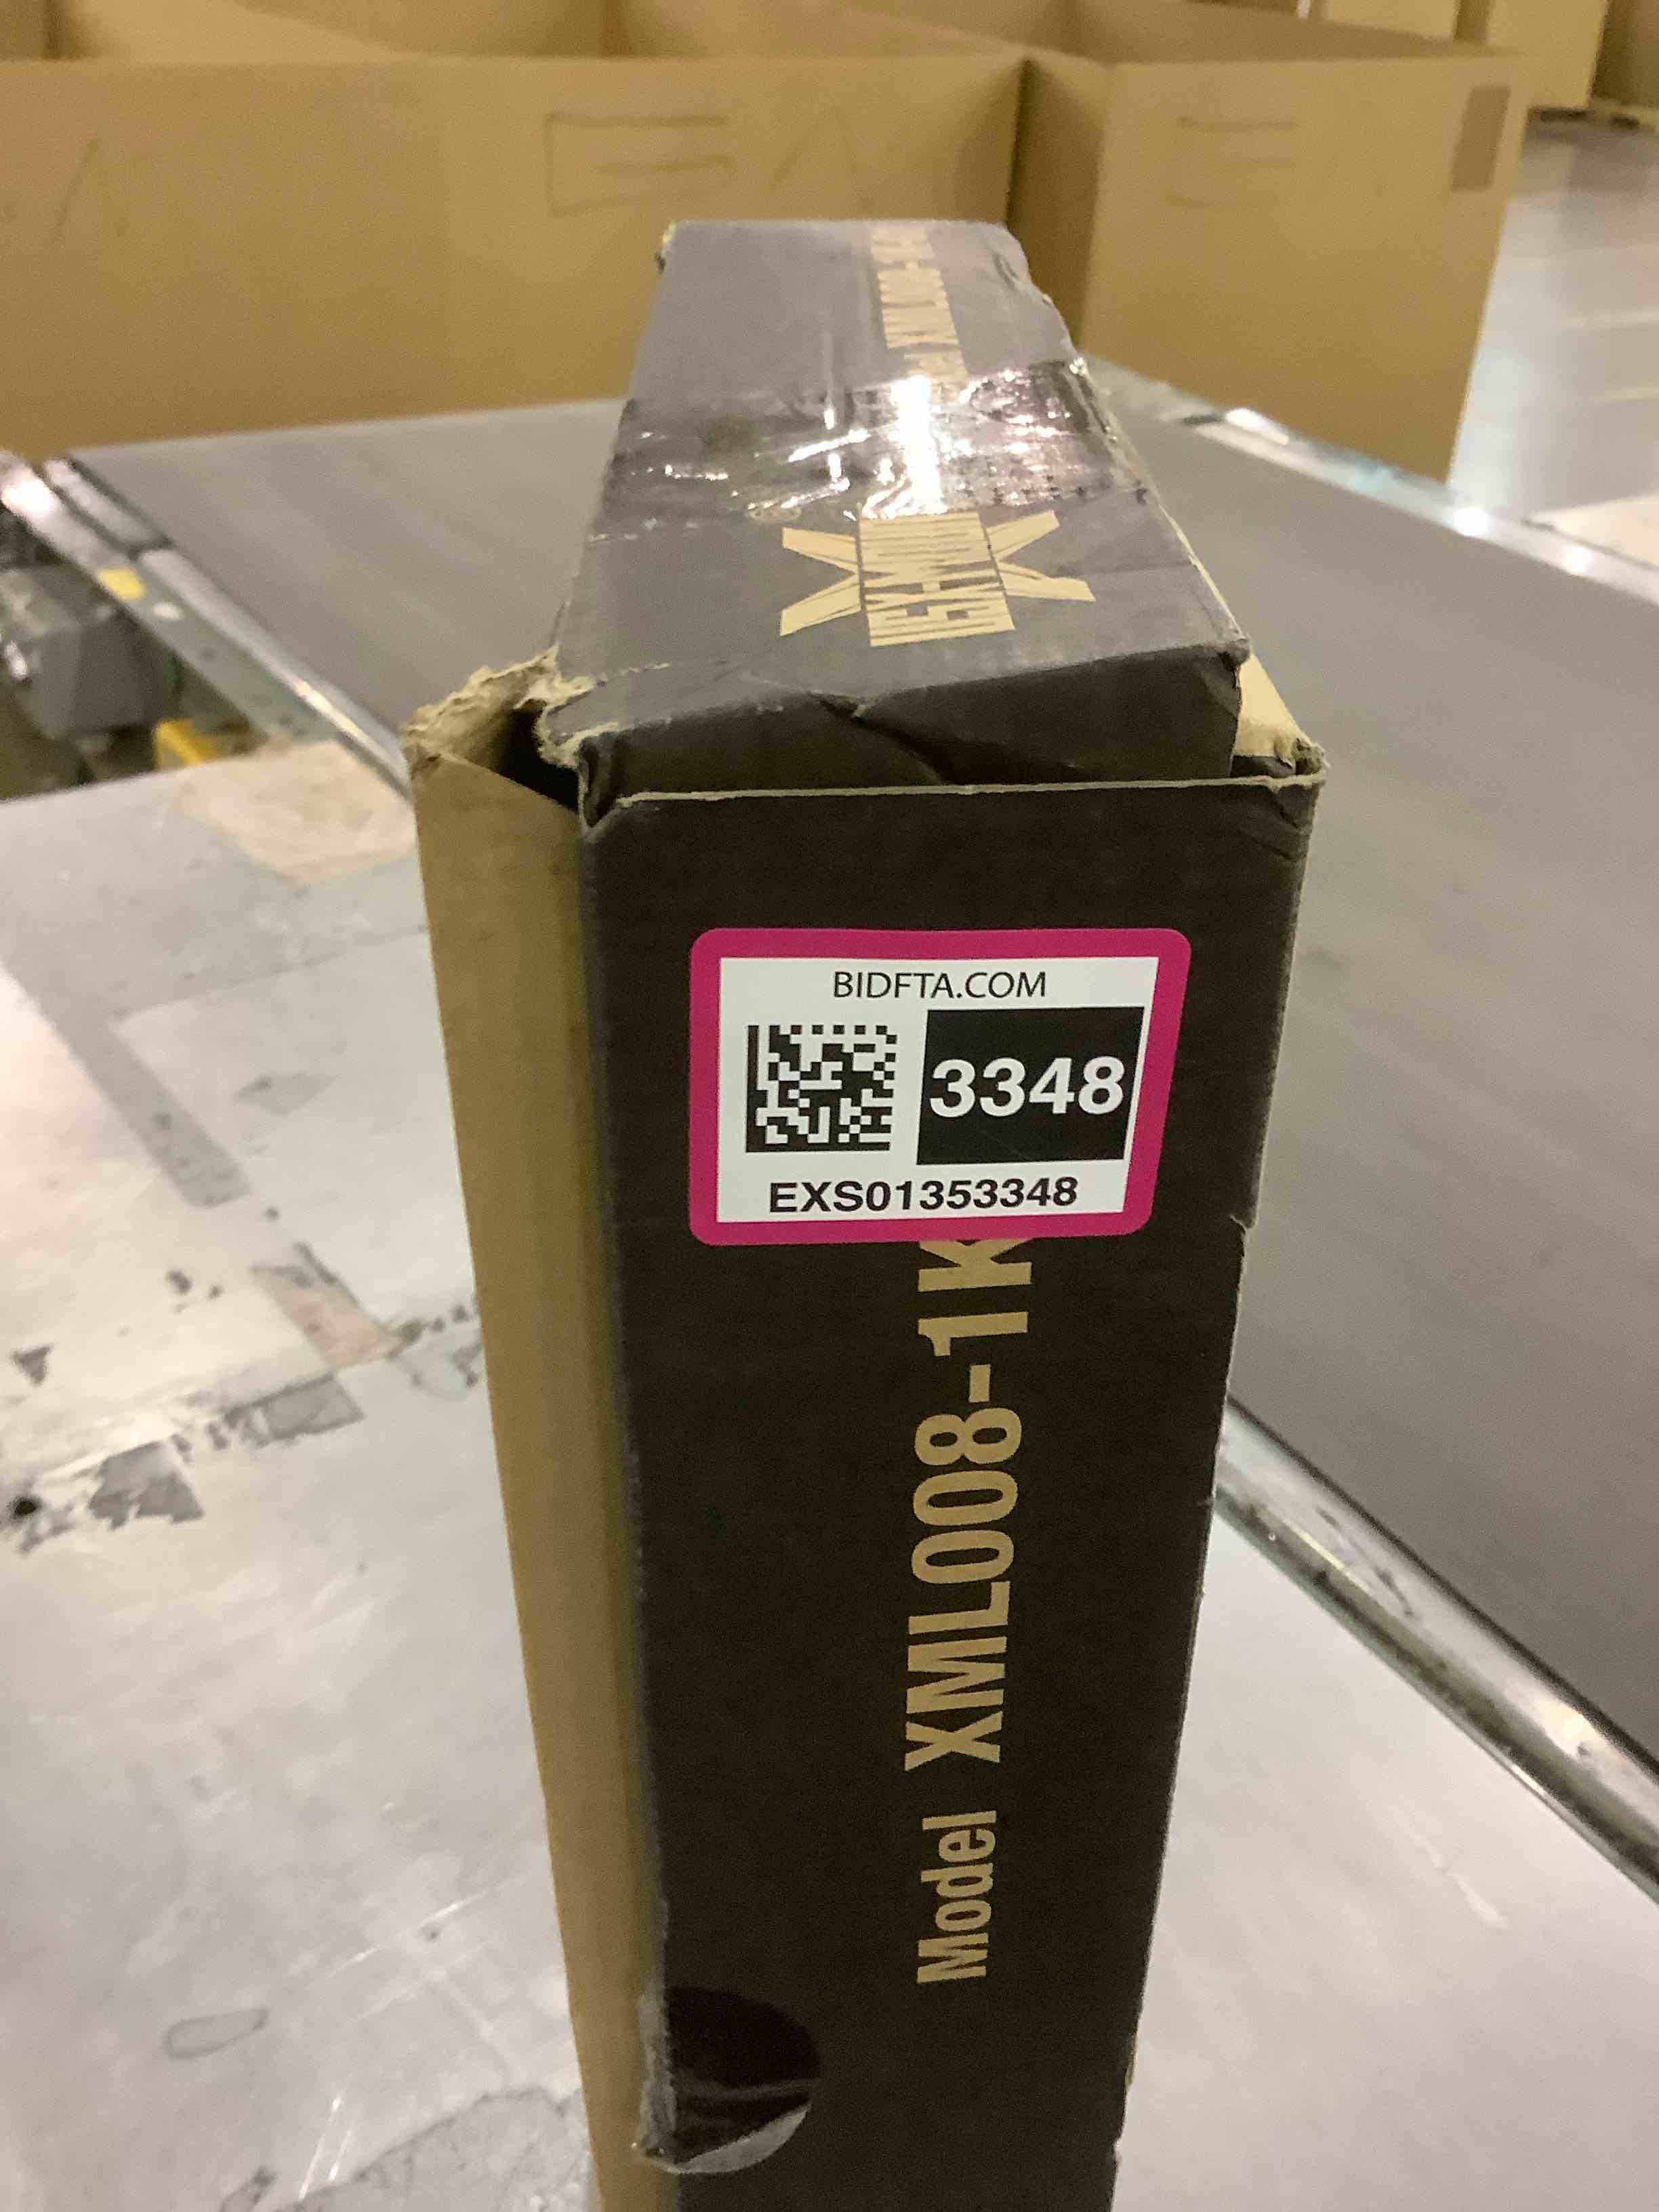 BIDFTA.COM
3348
EXS01353348
Model XML008-1K